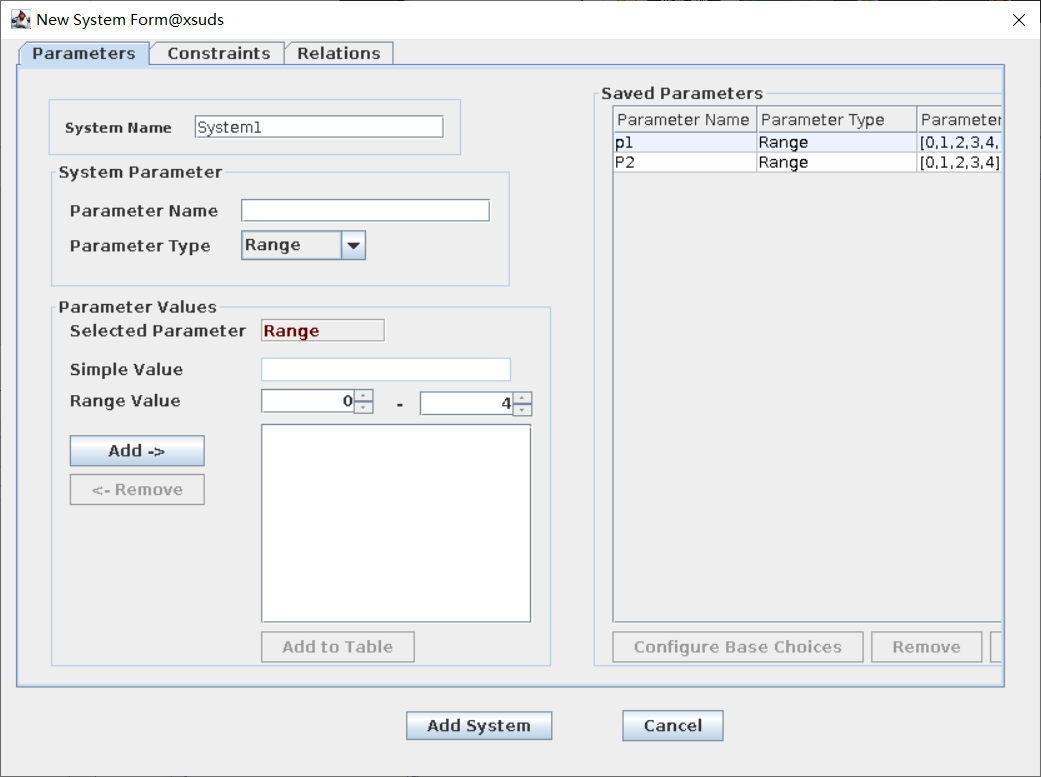 New System Form@xsuds
Parameters Constraints Relations
System Name System1
System Parameter
Parameter Name
Parameter Type Range
Parameter Values
Selected Parameter Range
Simple Value
Range Value 0 - 4
Add ->
<- Remove
Add to Table
Saved Parameters
Parameter Name Parameter Type Parameter
p1 Range [0,1,2,3,4,
P2 Range [0,1,2,3,4]
Configure Base Choices Remove
Add System Cancel